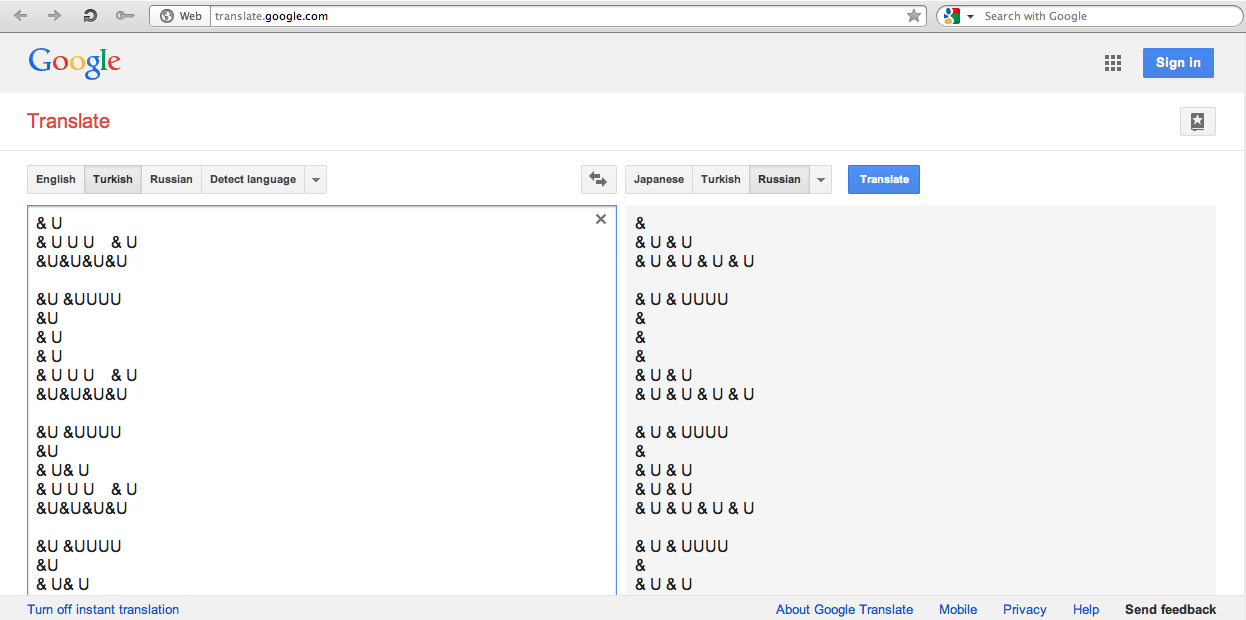 Web translate.google.com Search with Google
Google Sign in
Translate
English Turkish Russian Detect language Japanese Turkish Russian Translate
& U
& U U U & U
&U&U&U&U
&U &UUUU
&U
& U
& U
& U U U & U
&U&U&U&U
&U &UUUU
&U
& U& U
& U U U & U
&U&U&U&U
&U &UUUU
&U
& U& U
&
& U & U
& U & U & U & U
& U & UUUU
&
&
&
& U & U
& U & U & U & U
& U & UUUU
&
& U & U
& U & U
& U & U & U & U
& U & UUUU
&
& U & U
Turn off instant translation About Google Translate Mobile Privacy Help Send feedback